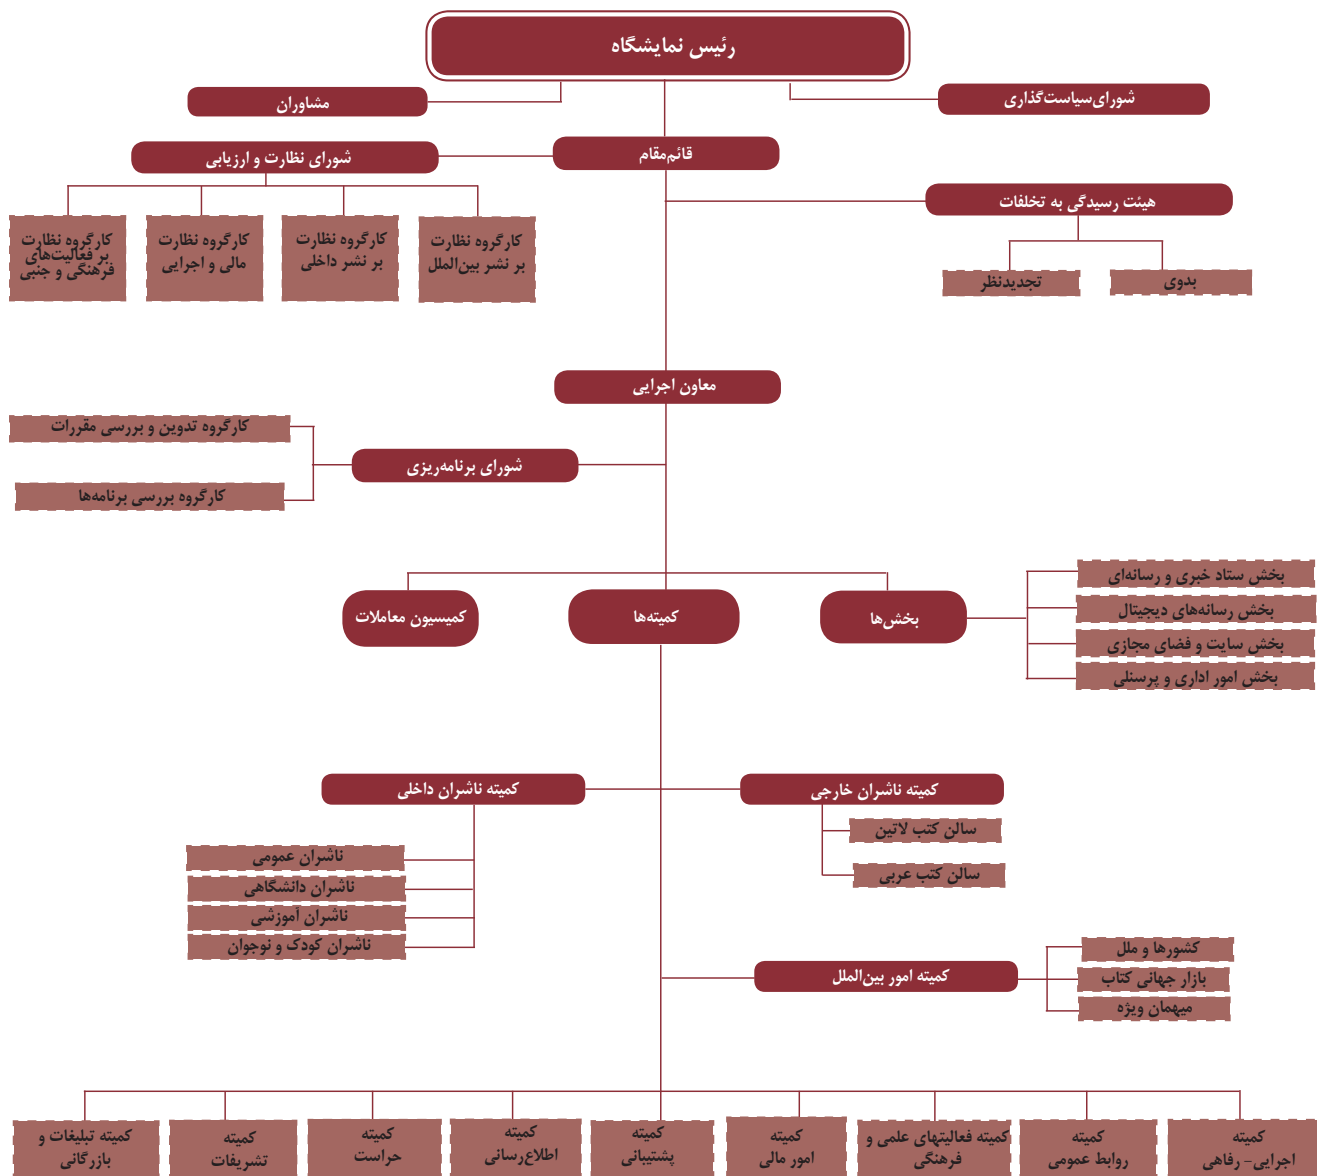 رئیس نمایشگاه
شورای‌سیاست‌گذاری
مشاوران
قائم‌مقام
شورای نظارت و ارزیابی
هیئت رسیدگی به تخلفات
کارگروه نظارت
بر نشر بین‌الملل
کارگروه نظارت
بر نشر داخلی
کارگروه نظارت
مالی و اجرایی
کارگروه نظارت
بر فعالیت‌های
فرهنگی و جنبی
بدوی
تجدیدنظر
معاون اجرایی
شورای برنامه‌ریزی
کارگروه تدوین و بررسی مقررات
کارگروه بررسی برنامه‌ها
بخش‌ها
کمیته‌ها
کمیسیون معاملات
بخش ستاد خبری و رسانه‌ای
بخش رسانه‌های دیجیتال
بخش سایت و فضای مجازی
بخش امور اداری و پرسنلی
کمیته ناشران خارجی
کمیته ناشران داخلی
سالن کتب لاتین
سالن کتب عربی
ناشران عمومی
ناشران دانشگاهی
ناشران آموزشی
ناشران کودک و نوجوان
کمیته امور بین‌الملل
کشورها و ملل
بازار جهانی کتاب
میهمان ویژه
کمیته
اجرایی- رفاهی
کمیته
روابط عمومی
کمیته فعالیتهای علمی و
فرهنگی
کمیته
امور مالی
کمیته
پشتیبانی
کمیته
اطلاع‌رسانی
کمیته
حراست
کمیته
تشریفات
کمیته تبلیغات و
بازرگانی